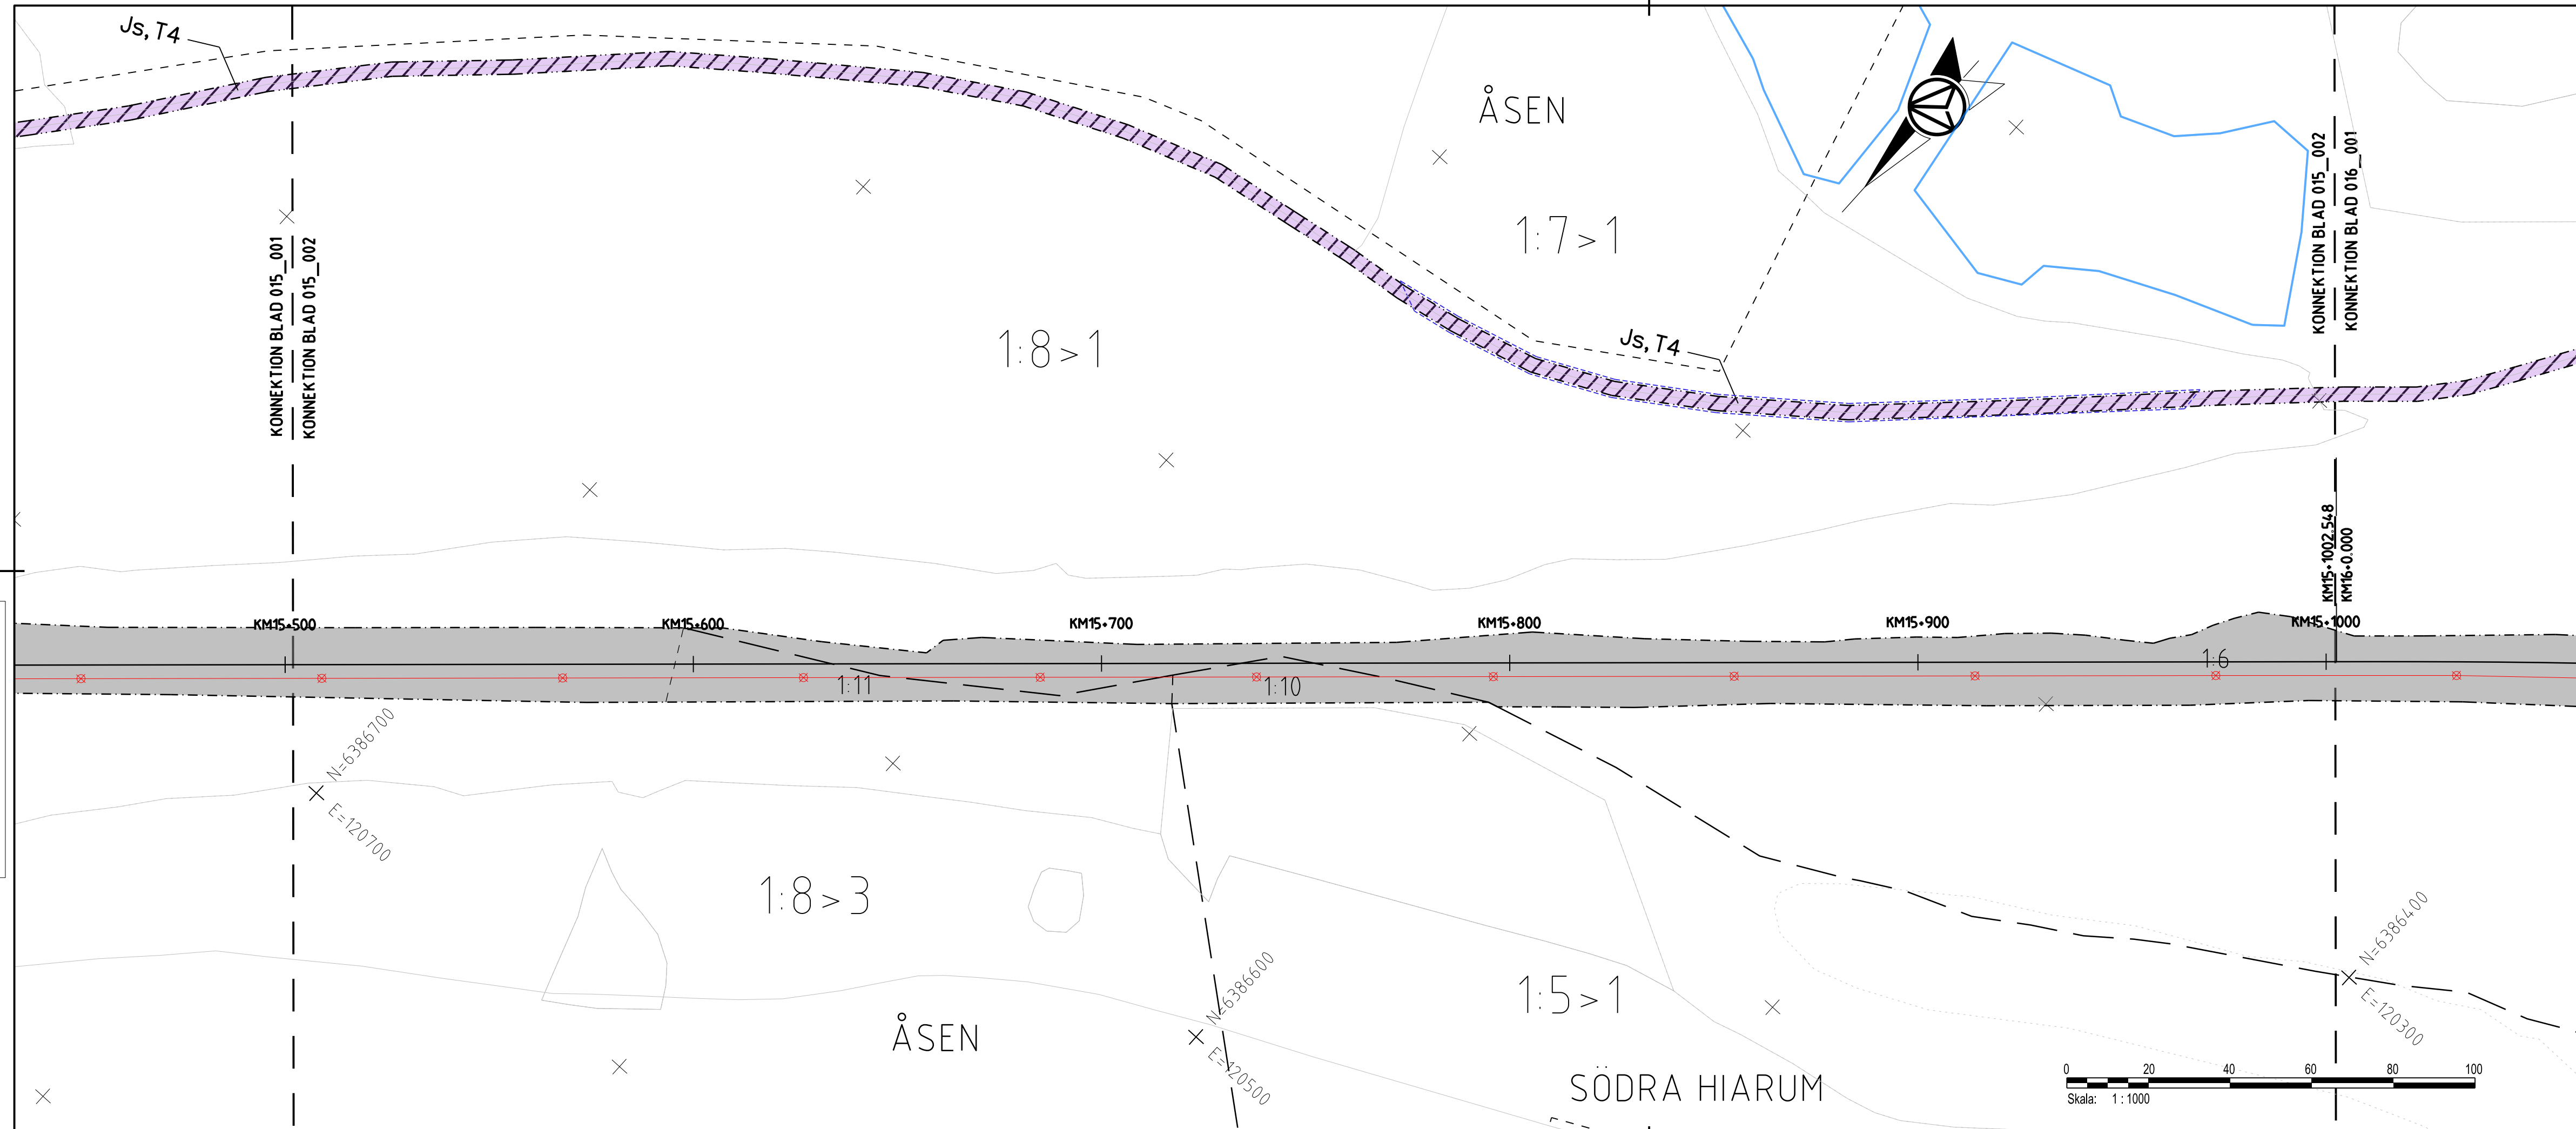 Js, T4
ÅSEN
KONNEKTION BLAD 015_002
KONNEKTION BLAD 016_001
1:7>1
KONNEKTION BLAD 015_001
KONNEKTION BLAD 015_002
1:8>1
Js, T4
KM15+1002.548
KM16+0.000
KM15+500
KM15+600
KM15+700
KM15+800
KM15+900
KM15+1000
1:6
1:11
1:10
N=6386700
E=120700
1:8>3
N=6386400
E=120300
N=6386600
E=120500
1:5>1
ÅSEN
SÖDRA HIARUM
0 20 40 60 80 100
Skala: 1 : 1000